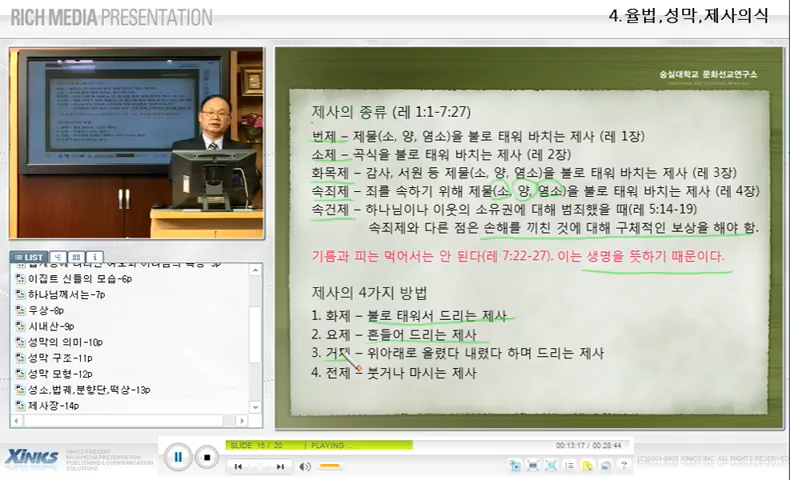 RICH MEDIA PRESENTATION
4.율법,성막,제사의식
숭실대학교 문화선교연구소
제사의 종류 (레 1:1-7:27)
번제 – 제물(소, 양, 염소)을 불로 태워 바치는 제사 (레 1장)
소제 – 곡식을 불로 태워 바치는 제사 (레 2장)
화목제 – 감사, 서원 등 제물(소, 양, 염소)을 불로 태워 바치는 제사 (레 3장)
속죄제 – 죄를 속하기 위해 제물(소, 양, 염소)을 불로 태워 바치는 제사 (레 4장)
속건제 – 하나님이나 이웃의 소유권에 대해 범죄했을 때(레 5:14-19)
속죄제와 다른 점은 손해를 끼친 것에 대해 구체적인 보상을 해야 함.
기름과 피는 먹어서는 안 된다(레 7:22-27). 이는 생명을 뜻하기 때문이다.
제사의 4가지 방법
1. 화제 – 불로 태워서 드리는 제사
2. 요제 – 흔들어 드리는 제사
3. 거제 – 위아래로 올렸다 내렸다 하며 드리는 제사
4. 전제 – 붓거나 마시는 제사
LIST
이집트 신들의 모습-6p
하나님께서는-7p
우상-8p
시내산-9p
성막의 의미-10p
성막 구조-11p
성막 모형-12p
성소,법궤,분향단,떡상-13p
제사장-14p
XINKS
XINICS PRESENT
RICH MEDIA PRESENTATION
PUBLISHING & COMMUNICATION
SOLUTIONS
SLIDE 15 / 20 | PLAYING ...
00:13:17 / 00:28:44
(C)2001-2005 XINICS INC. ALL RIGHTS RESERVED